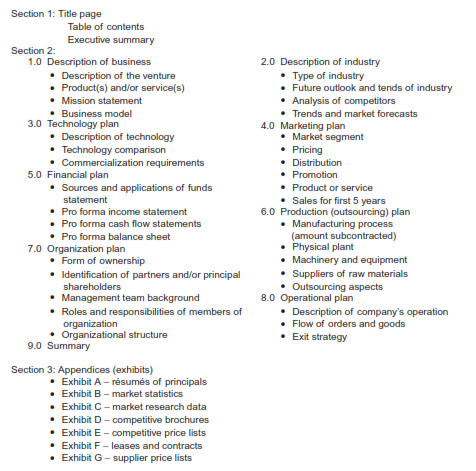 Section 1: Title page
Table of contents
Executive summary
Section 2:
1.0 Description of business
• Description of the venture
• Product(s) and/or service(s)
• Mission statement
• Business model
2.0 Description of industry
• Type of industry
• Future outlook and tends of industry
• Analysis of competitors
• Trends and market forecasts
3.0 Technology plan
• Description of technology
• Technology comparison
• Commercialization requirements
4.0 Marketing plan
• Market segment
• Pricing
• Distribution
• Promotion
• Product or service
• Sales for first 5 years
5.0 Financial plan
• Sources and applications of funds
statement
• Pro forma income statement
• Pro forma cash flow statements
• Pro forma balance sheet
6.0 Production (outsourcing) plan
• Manufacturing process
(amount subcontracted)
• Physical plant
• Machinery and equipment
• Suppliers of raw materials
• Outsourcing aspects
7.0 Organization plan
• Form of ownership
• Identification of partners and/or principal
shareholders
• Management team background
• Roles and responsibilities of members of
organization
• Organizational structure
8.0 Operational plan
• Description of company's operation
• Flow of orders and goods
• Exit strategy
9.0 Summary
Section 3: Appendices (exhibits)
• Exhibit A – résumés of principals
• Exhibit B – market statistics
• Exhibit C – market research data
• Exhibit D – competitive brochures
• Exhibit E – competitive price lists
• Exhibit F – leases and contracts
• Exhibit G – supplier price lists